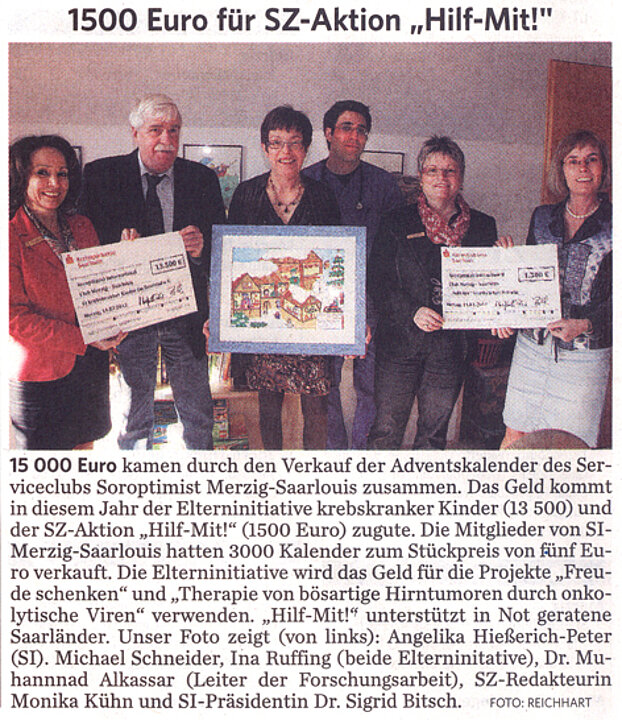 1500 Euro für SZ-Aktion „Hilf-Mit!"
13.500 €
1.500 €
15 000 Euro kamen durch den Verkauf der Adventskalender des Ser-
viceclubs Soroptimist Merzig-Saarlouis zusammen. Das Geld kommt
in diesem Jahr der Elterninitiative krebskranker Kinder (13 500) und
der SZ-Aktion „Hilf-Mit!“ (1500 Euro) zugute. Die Mitglieder von SI-
Merzig-Saarlouis hatten 3000 Kalender zum Stückpreis von fünf Eu-
ro verkauft. Die Elterninitiative wird das Geld für die Projekte „Freu-
de schenken“ und „Therapie von bösartige Hirntumoren durch onko-
lytische Viren“ verwenden. „Hilf-Mit!“ unterstützt in Not geratene
Saarländer. Unser Foto zeigt (von links): Angelika Hießerich-Peter
(SI). Michael Schneider, Ina Ruffing (beide Elterninitative), Dr. Mu-
hannnad Alkassar (Leiter der Forschungsarbeit), SZ-Redakteurin
Monika Kühn und SI-Präsidentin Dr. Sigrid Bitsch. FOTO: REICHHART